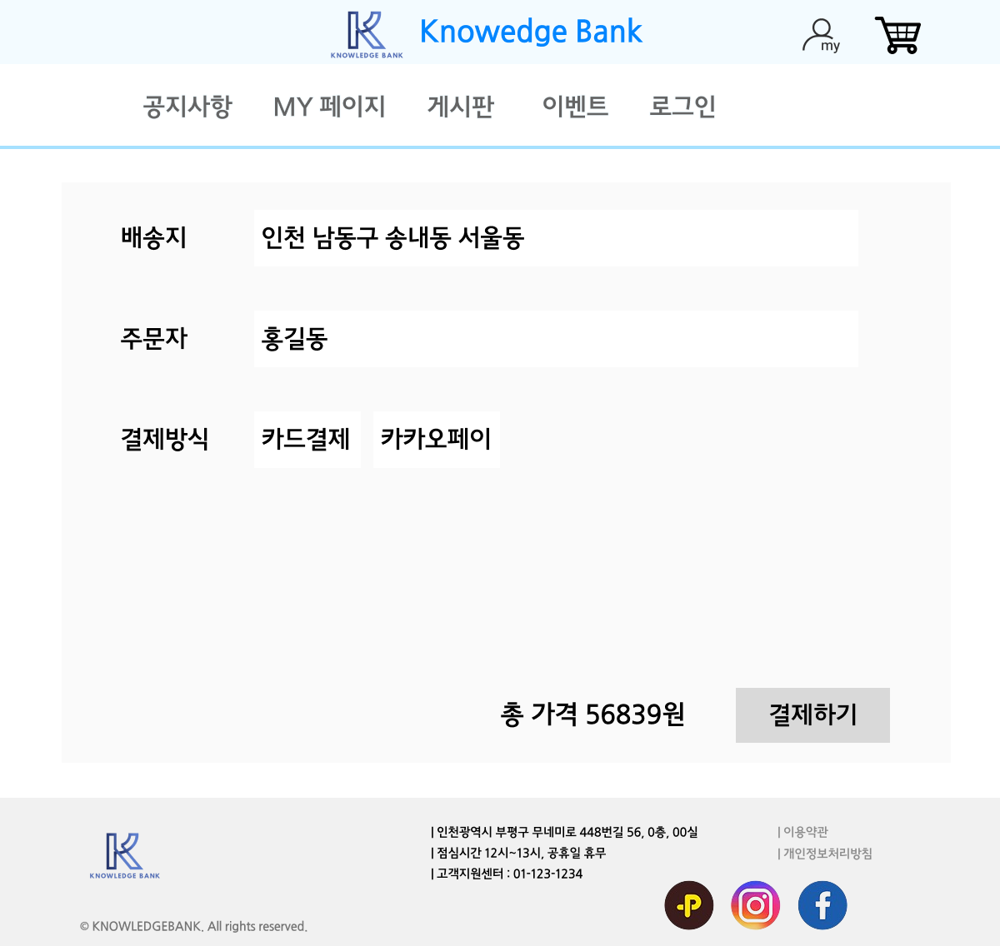 KNOWLEDGE BANK
Knowedge Bank
my
공지사항 MY 페이지 게시판 이벤트 로그인
배송지 인천 남동구 송내동 서울동
주문자 홍길동
결제방식 카드결제 카카오페이
총 가격 56839원 결제하기
KNOWLEDGE BANK
| 인천광역시 부평구 무네미로 448번길 56, 0층, 00실
| 점심시간 12시~13시, 공휴일 휴무
| 고객지원센터 : 01-123-1234
| 이용약관
| 개인정보처리방침
© KNOWLEDGEBANK. All rights reserved.